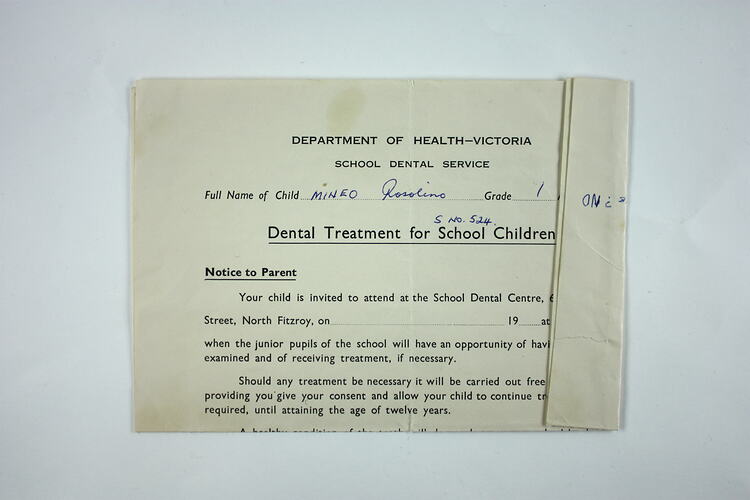 DEPARTMENT OF HEALTH—VICTORIA
SCHOOL DENTAL SERVICE
Full Name of Child MINEO Rosolino Grade 1
S NO. 524.
Dental Treatment for School Children
Notice to Parent
Your child is invited to attend at the School Dental Centre,
Street, North Fitzroy, on 19 at
when the junior pupils of the school will have an opportunity of
examined and of receiving treatment, if necessary.
Should any treatment be necessary it will be carried out free
providing you give your consent and allow your child to continue
required, until attaining the age of twelve years.